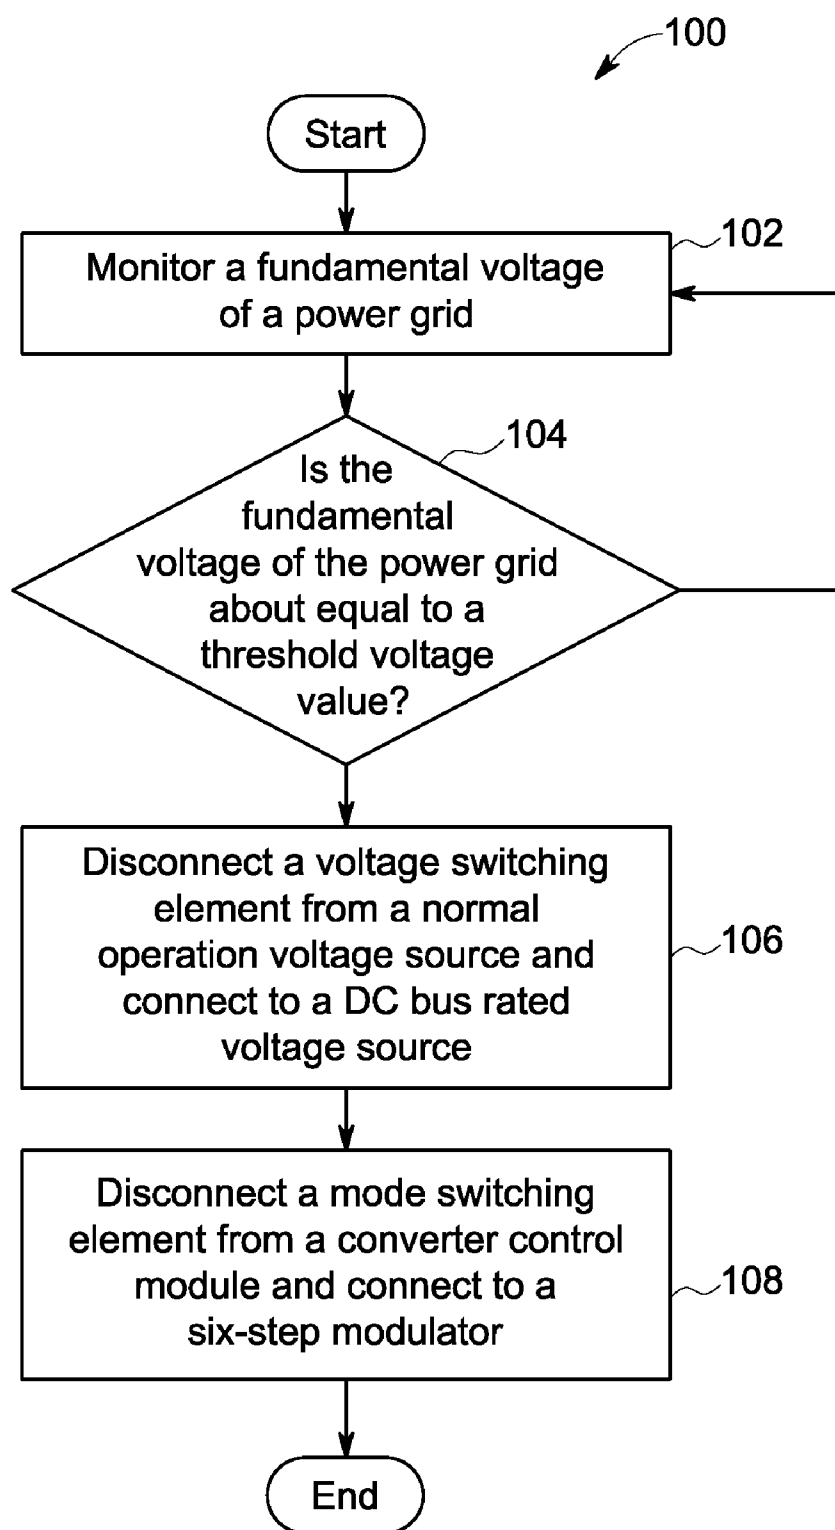 100
Start
102
Monitor a fundamental voltage
of a power grid
104
Is the
fundamental
voltage of the power grid
about equal to a
threshold voltage
value?
Disconnect a voltage switching
element from a normal
operation voltage source and
connect to a DC bus rated
voltage source
106
Disconnect a mode switching
element from a converter control
module and connect to a
six-step modulator
108
End